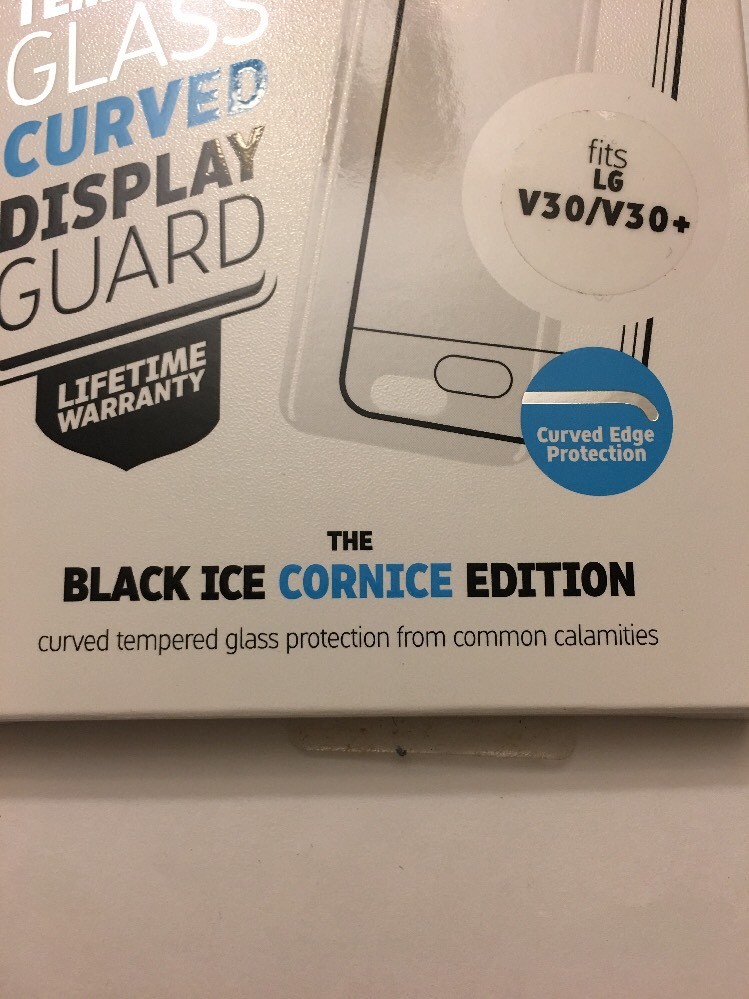 GLASS
CURVED
DISPLAY
GUARD
LIFETIME
WARRANTY
fits
LG
V30/V30+
Curved Edge
Protection
THE
BLACK ICE CORNICE EDITION
curved tempered glass protection from common calamities